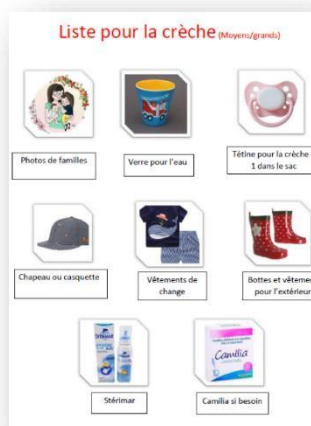 Liste pour la crèche (Moyens/grands)
Photos de familles
Verre pour l'eau
Tétine pour la crèche
1 dans le sac
Chapeau ou casquette
Vêtements de
change
Bottes et vêteme
pour l'extérieur
Stérimar
Camilia
Camilia si besoin